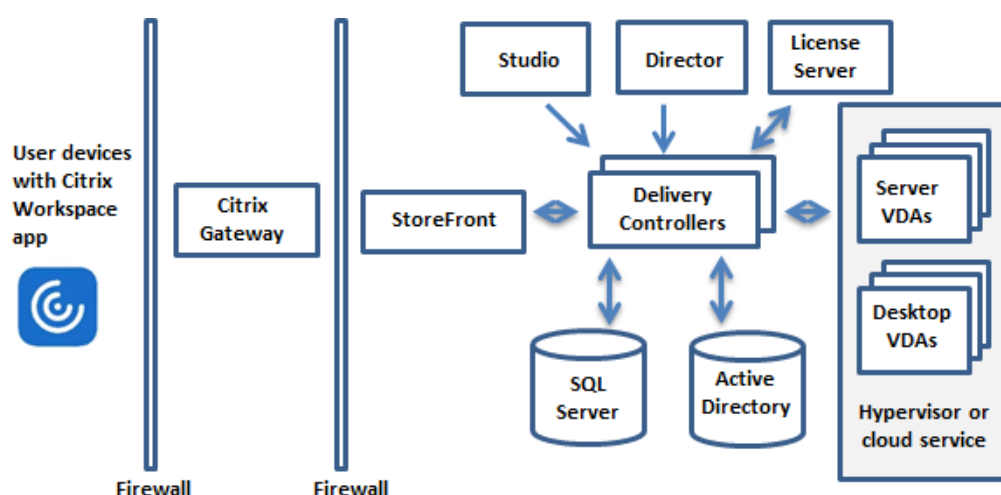 User devices
with Citrix
Workspace
app
Citrix
Gateway
StoreFront
Studio
Director
License
Server
Delivery
Controllers
Server
VDAs
Desktop
VDAs
SQL
Server
Active
Directory
Hypervisor or
cloud service
Firewall
Firewall